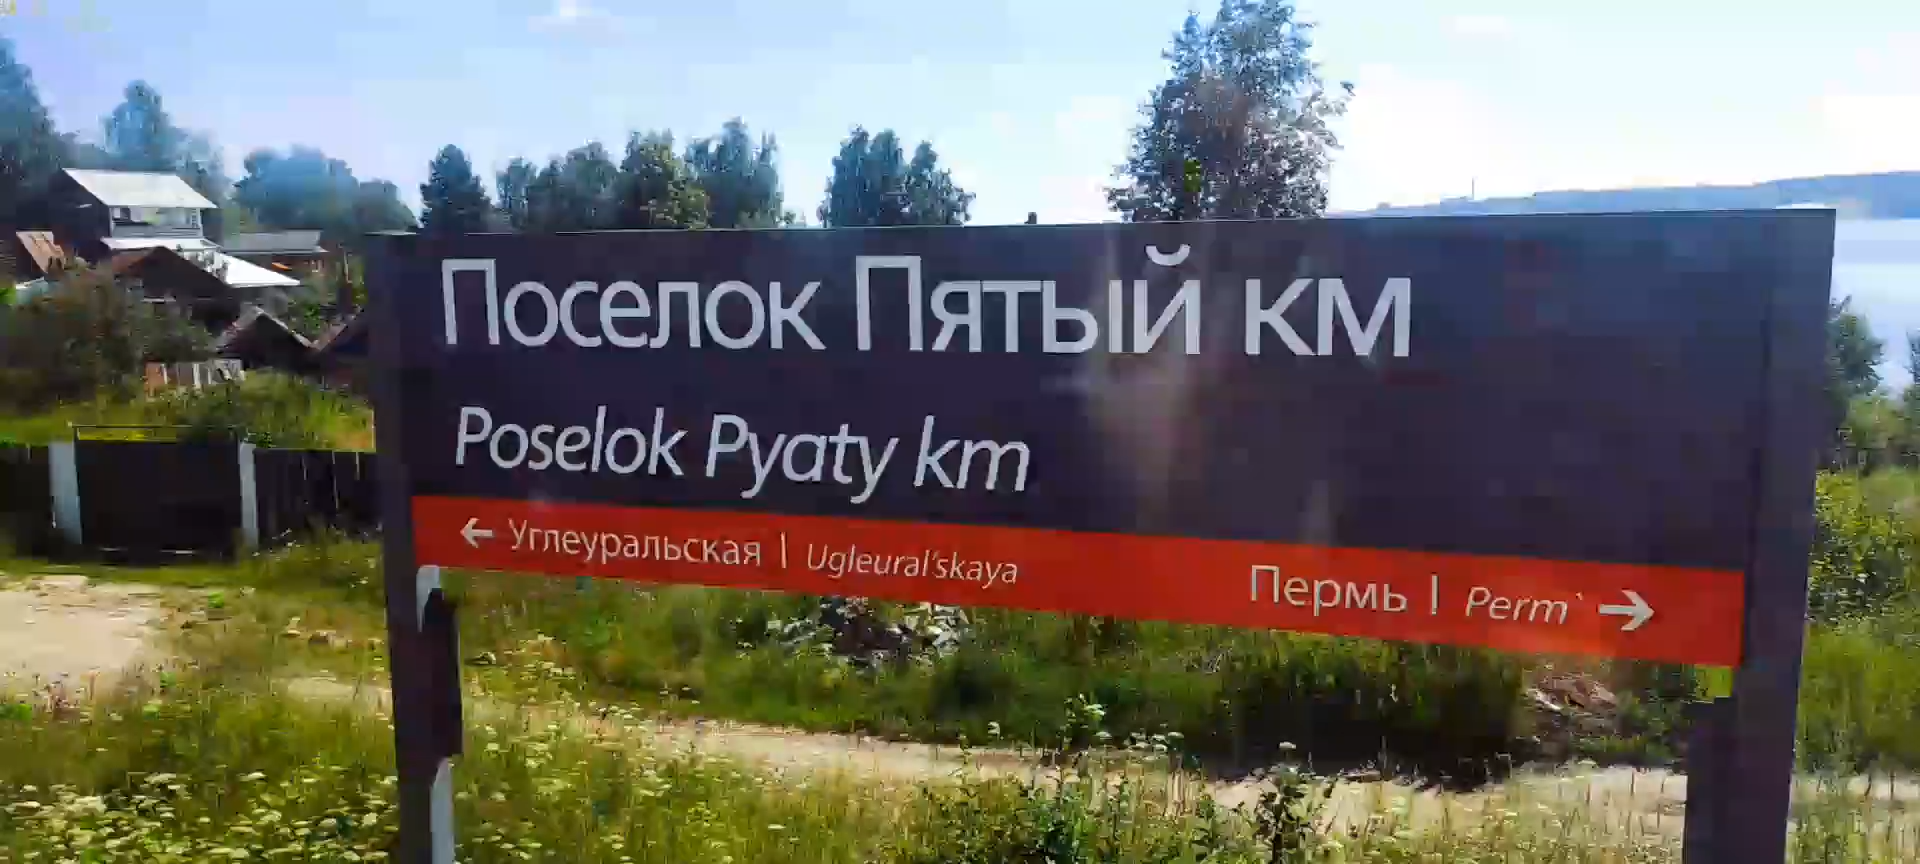 Поселок Пятый км
Poselok Pyaty km
← Углеуральская | Ugleural'skaya
Пермь | Perm` →